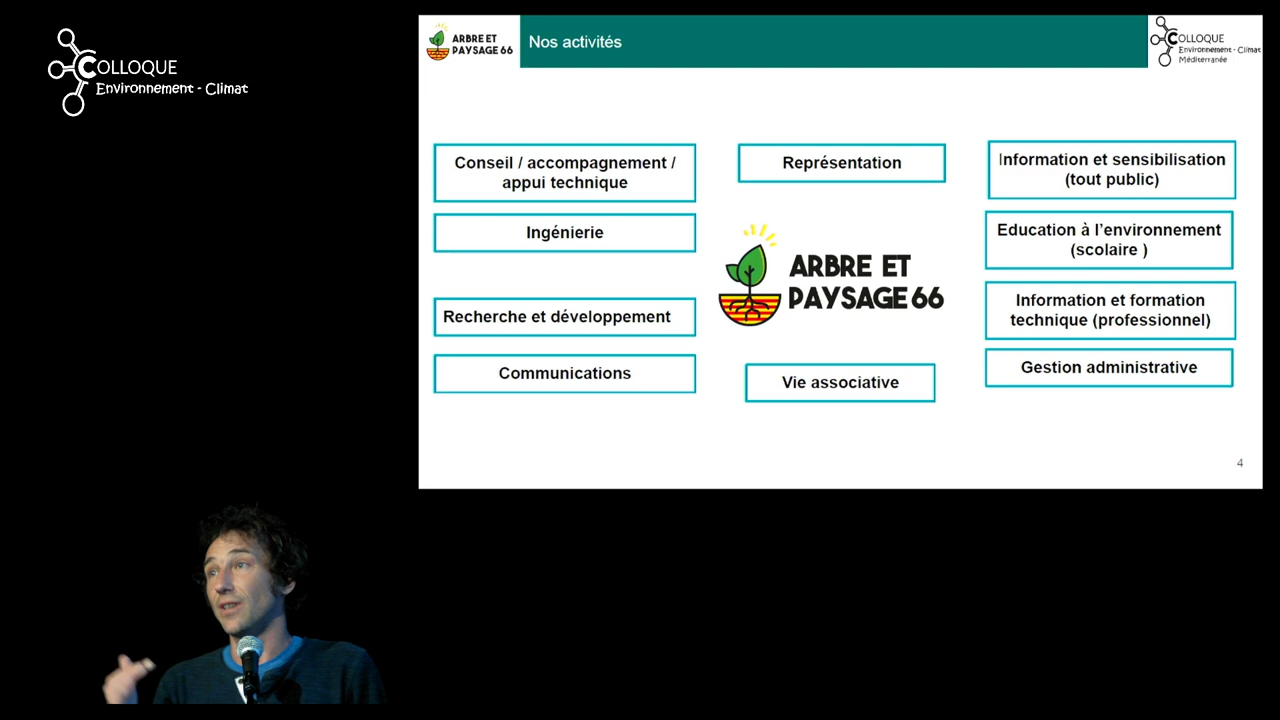 COLLOQUE
Environnement - Climat
ARBRE ET
PAYSAGE 66
Nos activités
COLLOQUE
Environnement - Climat
Méditerranée
Conseil / accompagnement /
appui technique
Ingénierie
Recherche et développement
Communications
Représentation
ARBRE ET
PAYSAGE 66
Vie associative
Information et sensibilisation
(tout public)
Education à l'environnement
(scolaire )
Information et formation
technique (professionnel)
Gestion administrative
4